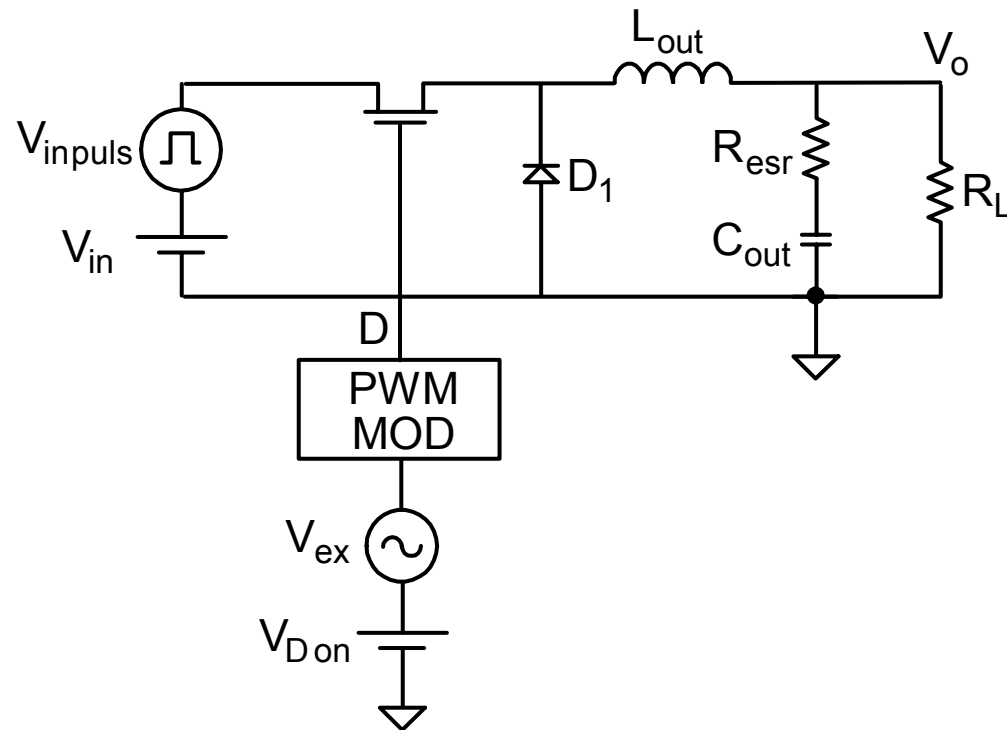 L_out
V_o
V_inpuls
R_esr
D_1
R_L
V_in
C_out
D
PWM
MOD
V_ex
V_D on